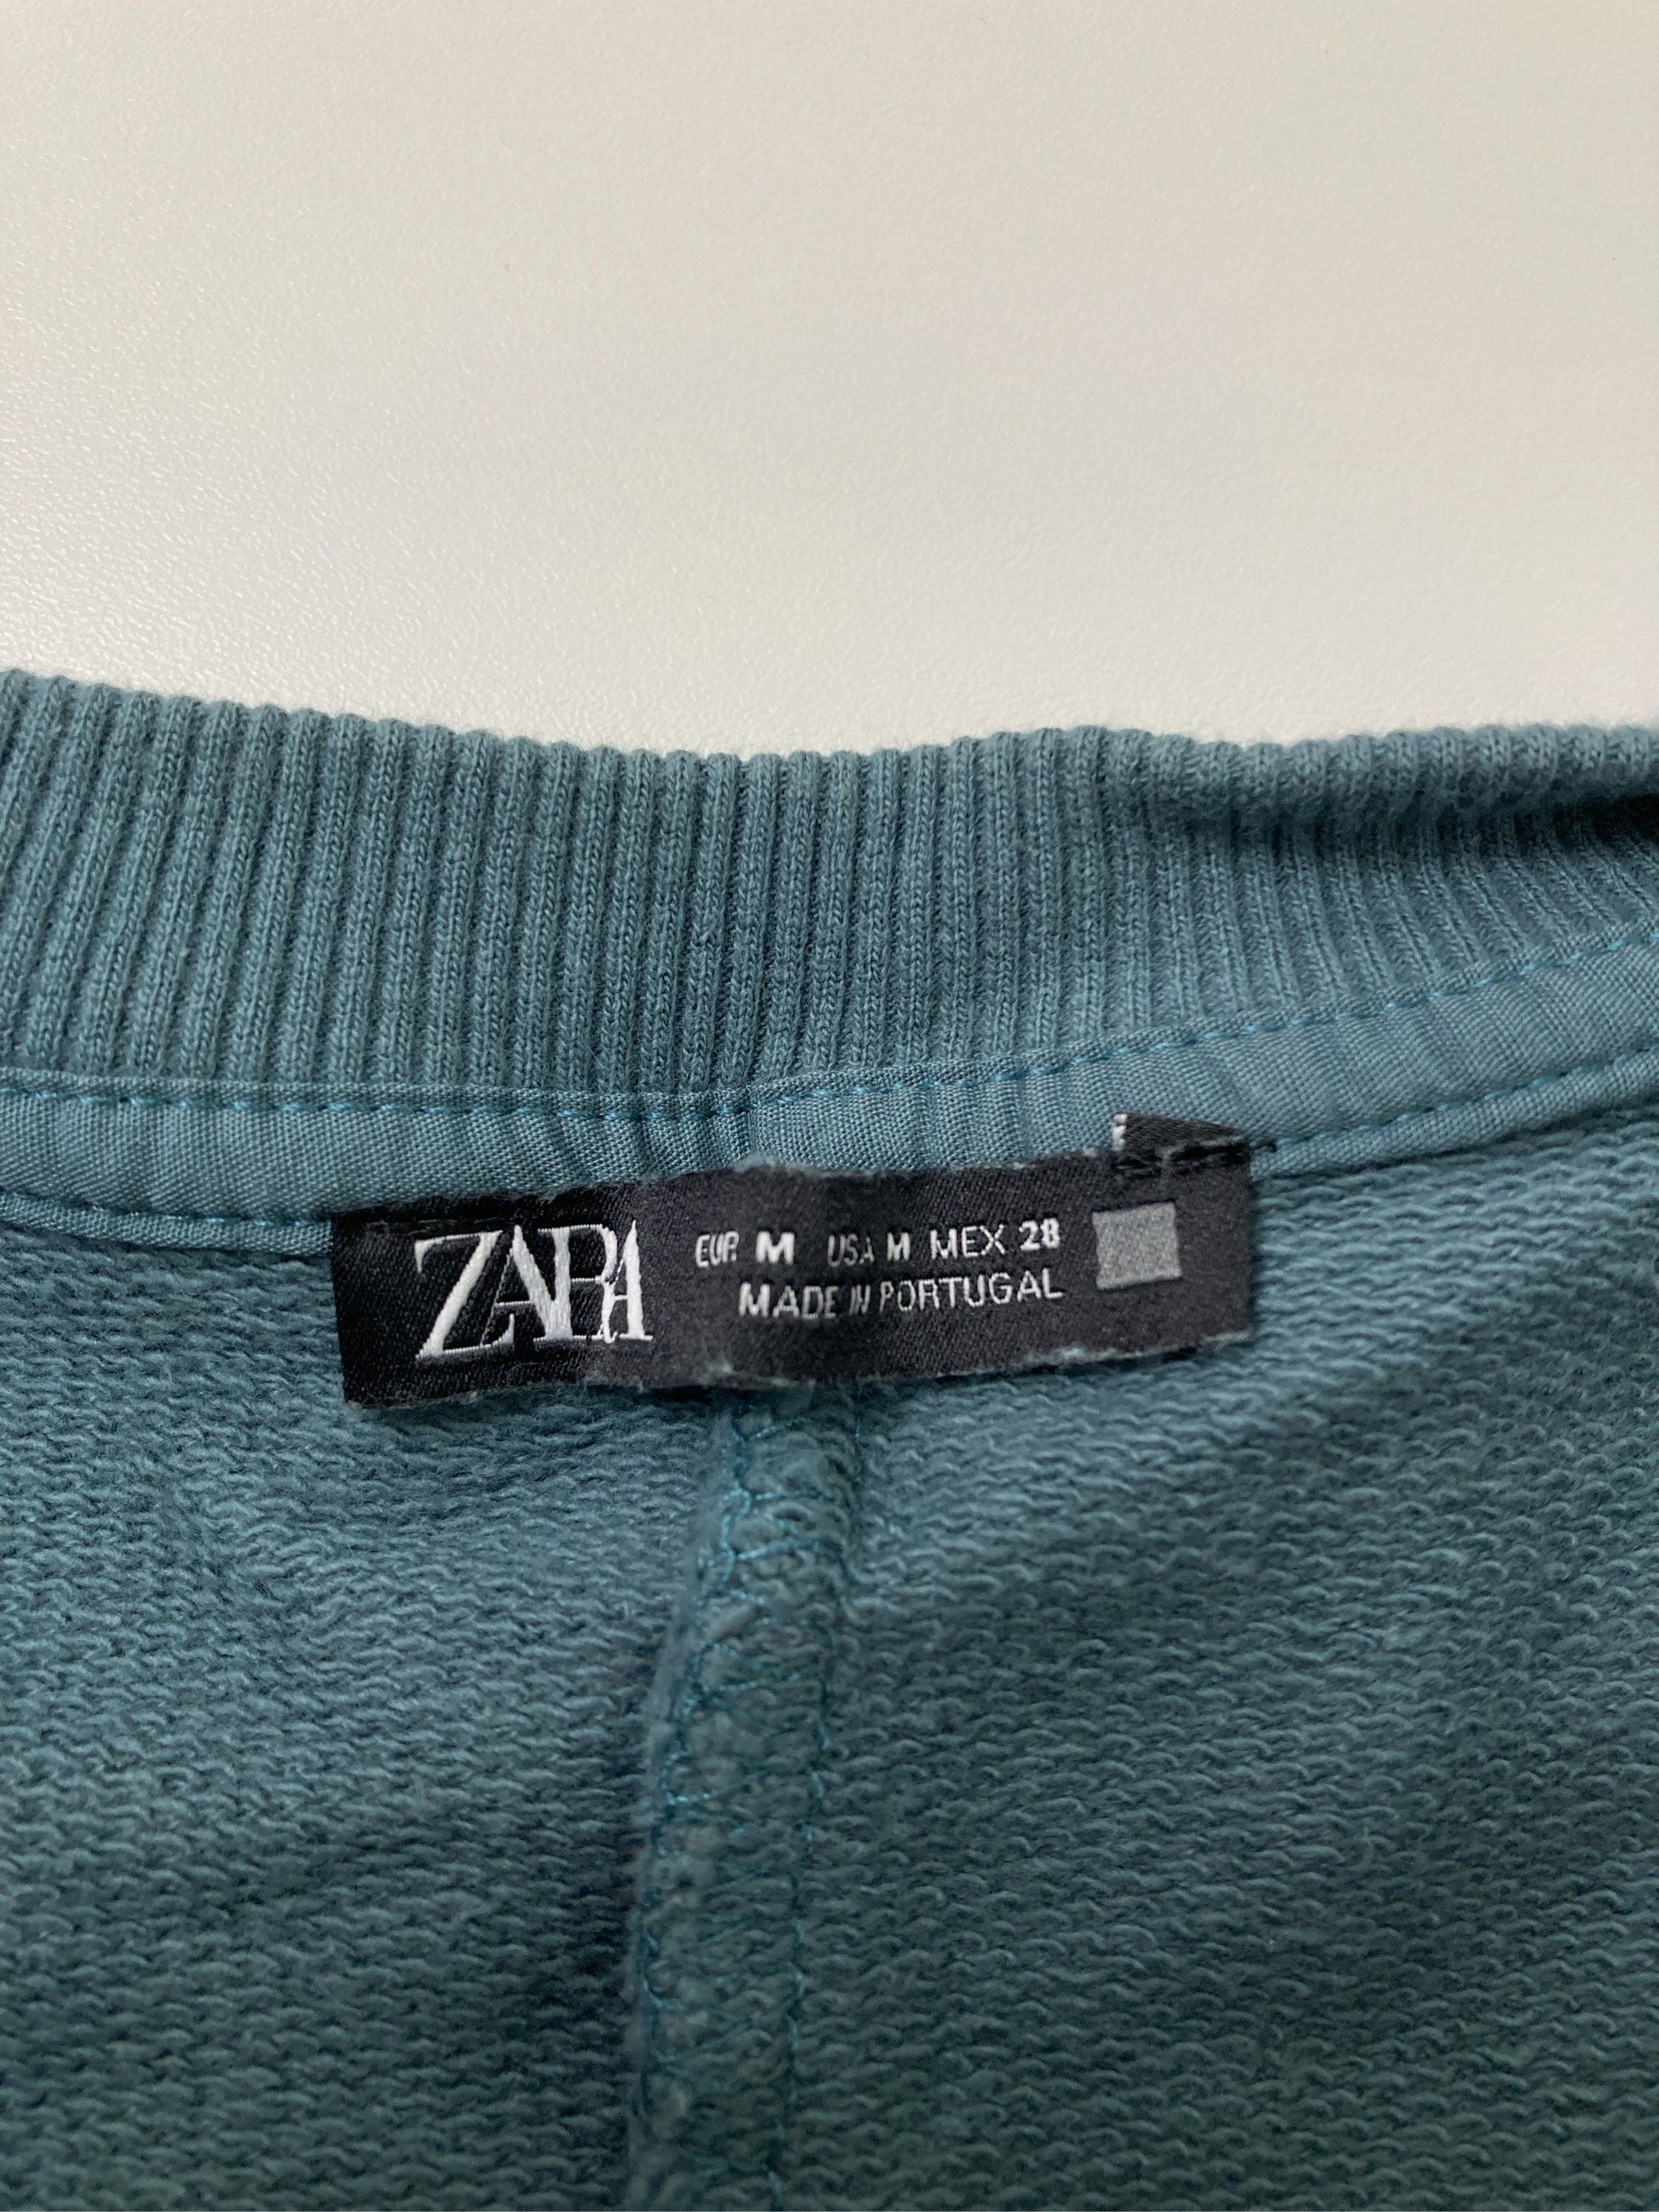 ZARA
EUR M USA M MEX 28
MADE IN PORTUGAL